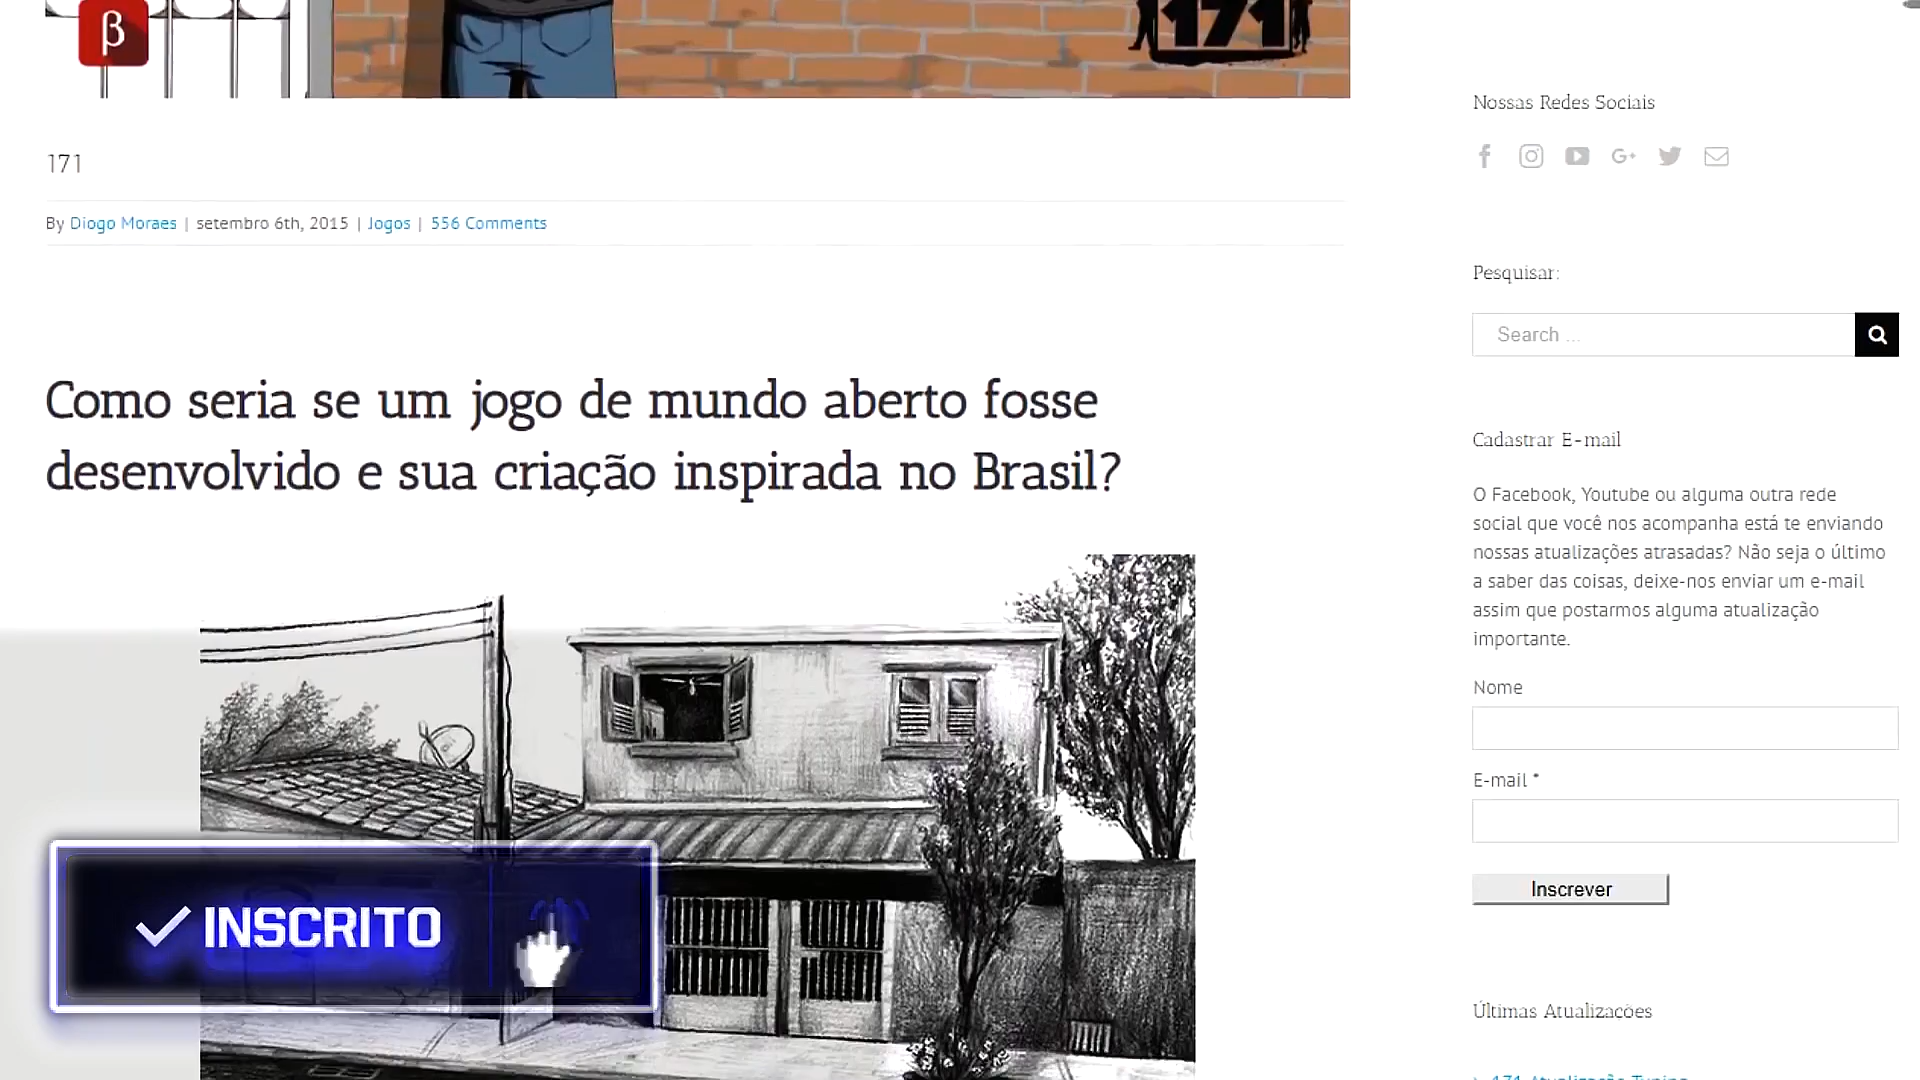 β
171
171
By Diogo Moraes | setembro 6th, 2015 | Jogos | 556 Comments
Como seria se um jogo de mundo aberto fosse
desenvolvido e sua criação inspirada no Brasil?
INSCRITO
Nossas Redes Sociais
G+
Pesquisar:
Search ...
Cadastrar E-mail
O Facebook, Youtube ou alguma outra rede
social que você nos acompanha está te enviando
nossas atualizações atrasadas? Não seja o último
a saber das coisas, deixe-nos enviar um e-mail
assim que postarmos alguma atualização
importante.
Nome
E-mail *
Inscrever
Últimas Atualizações
171 Atualização Tuning